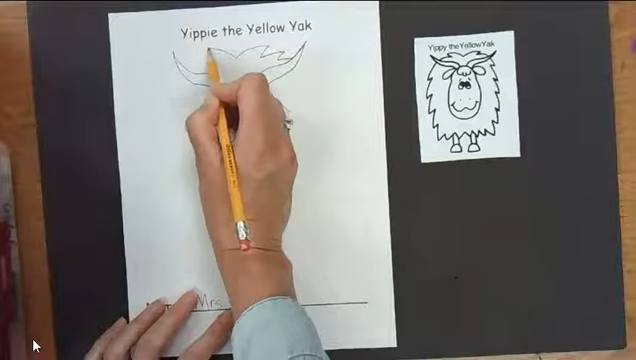 Yippie the Yellow Yak
Yippy the Yellow Yak
Mrs